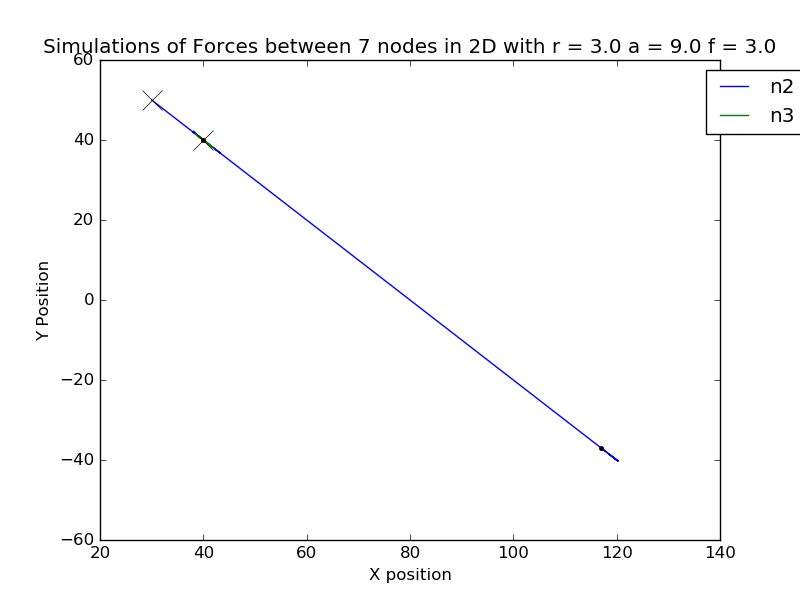 Simulations of Forces between 7 nodes in 2D with r = 3.0 a = 9.0 f = 3.0
n2
n3
60
40
20
0
−20
−40
−60
Y Position
20 40 60 80 100 120 140
X position